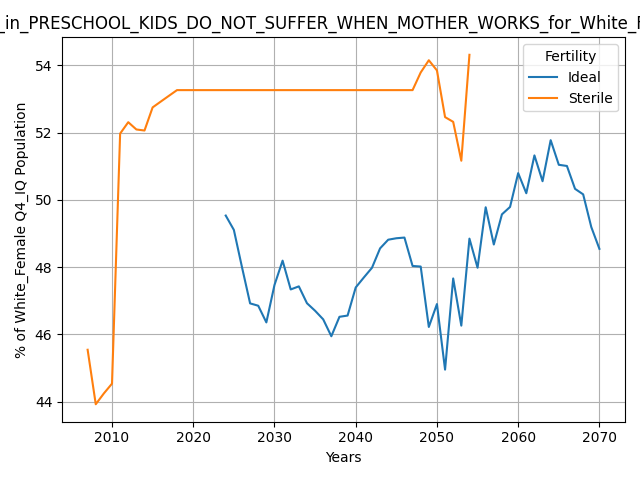 _in_PRESCHOOL_KIDS_DO_NOT_SUFFER_WHEN_MOTHER_WORKS_for_White_F
Fertility
Ideal
Sterile
% of White_Female Q4_IQ Population
54
52
50
48
46
44
2010 2020 2030 2040 2050 2060 2070
Years